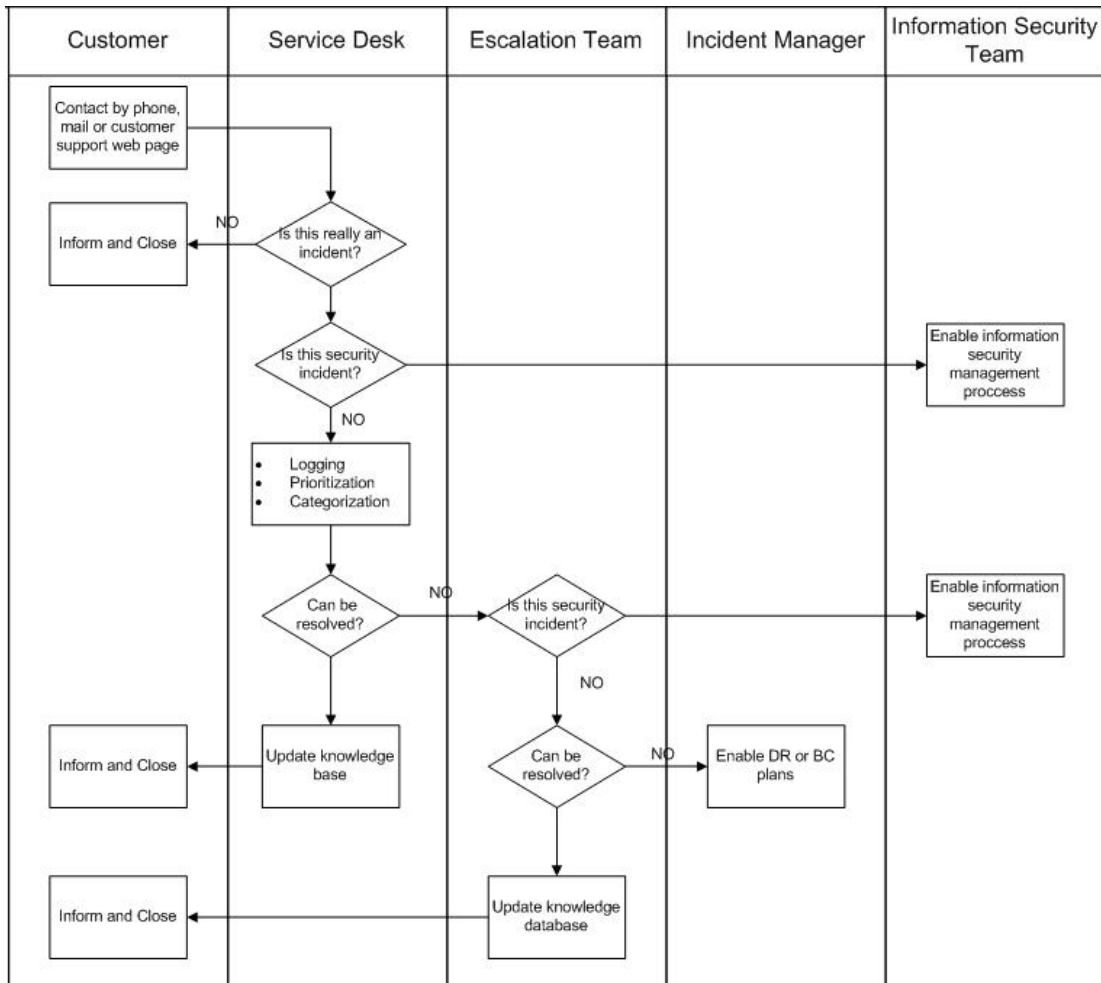 Customer
Service Desk
Escalation Team
Incident Manager
Information Security
Team
Contact by phone,
mail or customer
support web page
NO
Inform and Close
Is this really an
incident?
Is this security
incident?
Enable information
security
management
proccess
NO
• Logging
• Prioritization
• Categorization
Can be
resolved?
NO
Is this security
incident?
Enable information
security
management
proccess
NO
Inform and Close
Update knowledge
base
Can be
resolved?
NO
Enable DR or BC
plans
Inform and Close
Update knowledge
database